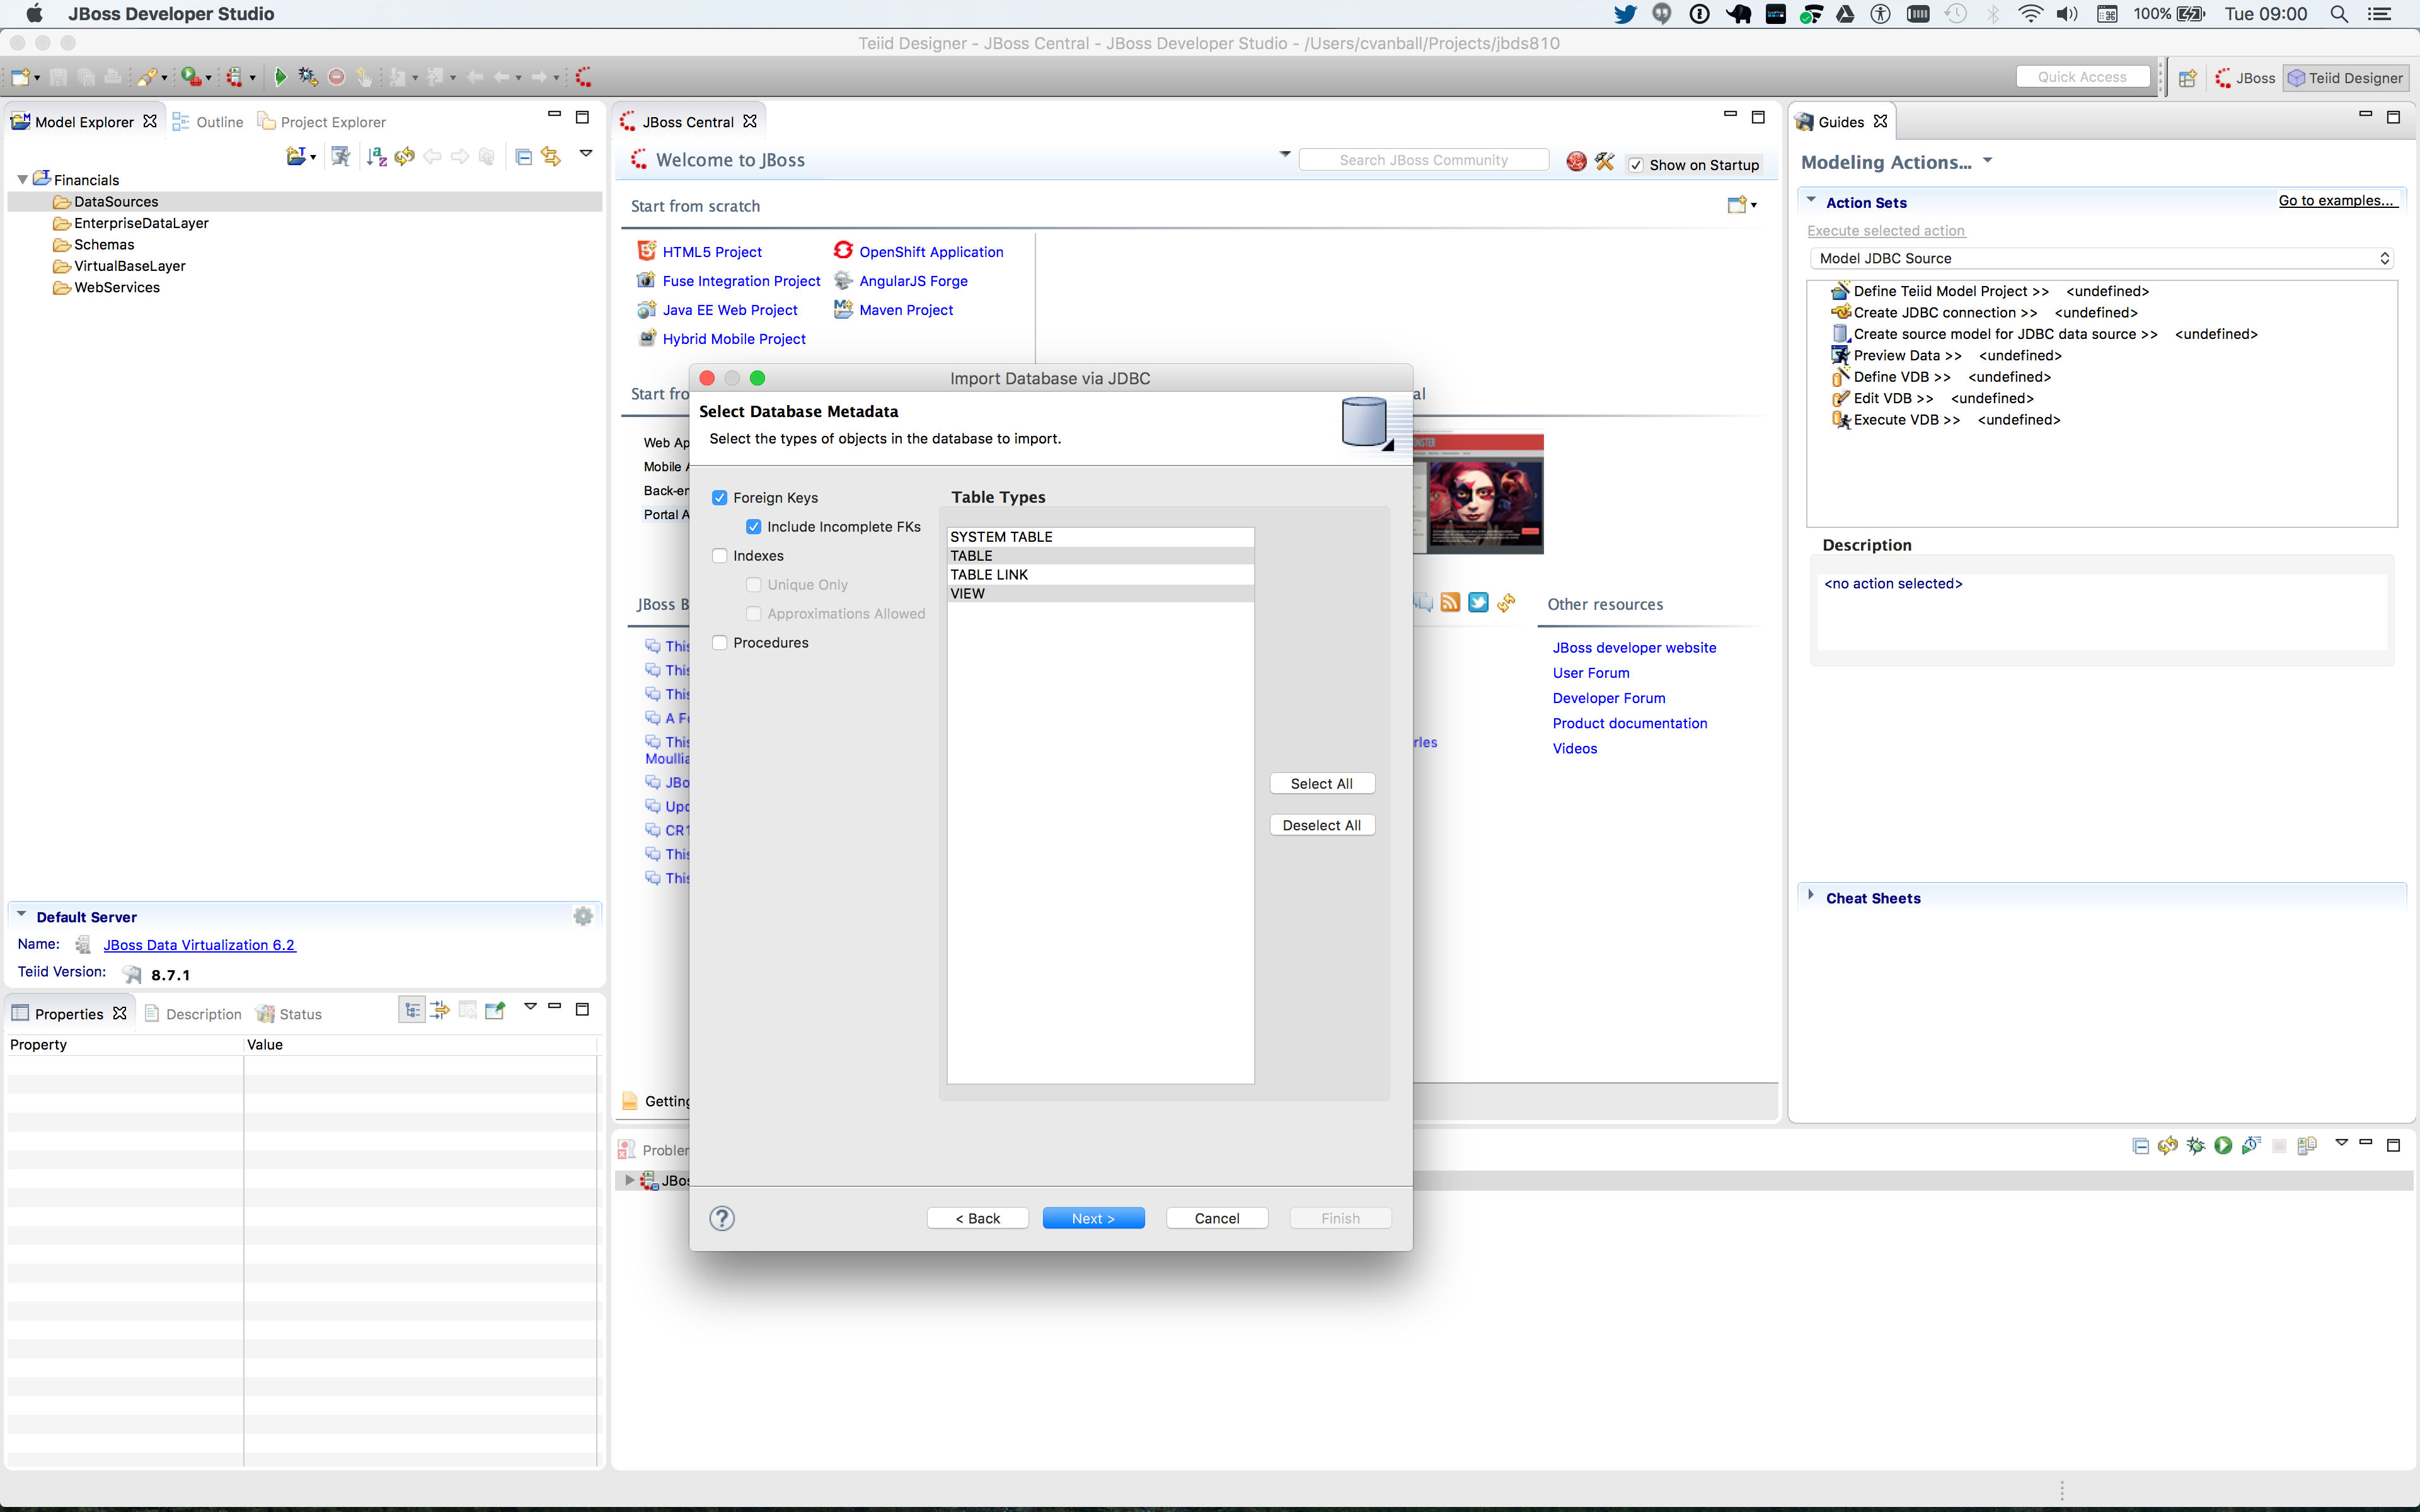 JBoss Developer Studio
100%
Tue 09:00
Teiid Designer - JBoss Central - JBoss Developer Studio - /Users/cvanball/Projects/jbds810
Quick Access
JBoss
Teiid Designer
Model Explorer
Outline
Project Explorer
Financials
DataSources
EnterpriseDataLayer
Schemas
VirtualBaseLayer
WebServices
Default Server
Name: JBoss Data Virtualization 6.2
Teiid Version: 8.7.1
Properties
Description
Status
Property Value
JBoss Central
Welcome to JBoss
Search JBoss Community
Show on Startup
Start from scratch
HTML5 Project
OpenShift Application
Fuse Integration Project
AngularJS Forge
Java EE Web Project
Maven Project
Hybrid Mobile Project
Start fro
al
Web Ap
Mobile A
Back-en
Portal A
JBoss B
This
This
This
A Fo
This
rles
Moullia
JBo
Upd
CR1
This
This
Getting
Other resources
JBoss developer website
User Forum
Developer Forum
Product documentation
Videos
Problem
JBos
Import Database via JDBC
Select Database Metadata
Select the types of objects in the database to import.
Foreign Keys
Include Incomplete FKs
Indexes
Unique Only
Approximations Allowed
Procedures
Table Types
SYSTEM TABLE
TABLE
TABLE LINK
VIEW
Select All
Deselect All
?
< Back
Next >
Cancel
Finish
Guides
Modeling Actions...
Action Sets
Go to examples...
Execute selected action
Model JDBC Source
Define Teiid Model Project >> <undefined>
Create JDBC connection >> <undefined>
Create source model for JDBC data source >> <undefined>
Preview Data >> <undefined>
Define VDB >> <undefined>
Edit VDB >> <undefined>
Execute VDB >> <undefined>
Description
<no action selected>
Cheat Sheets